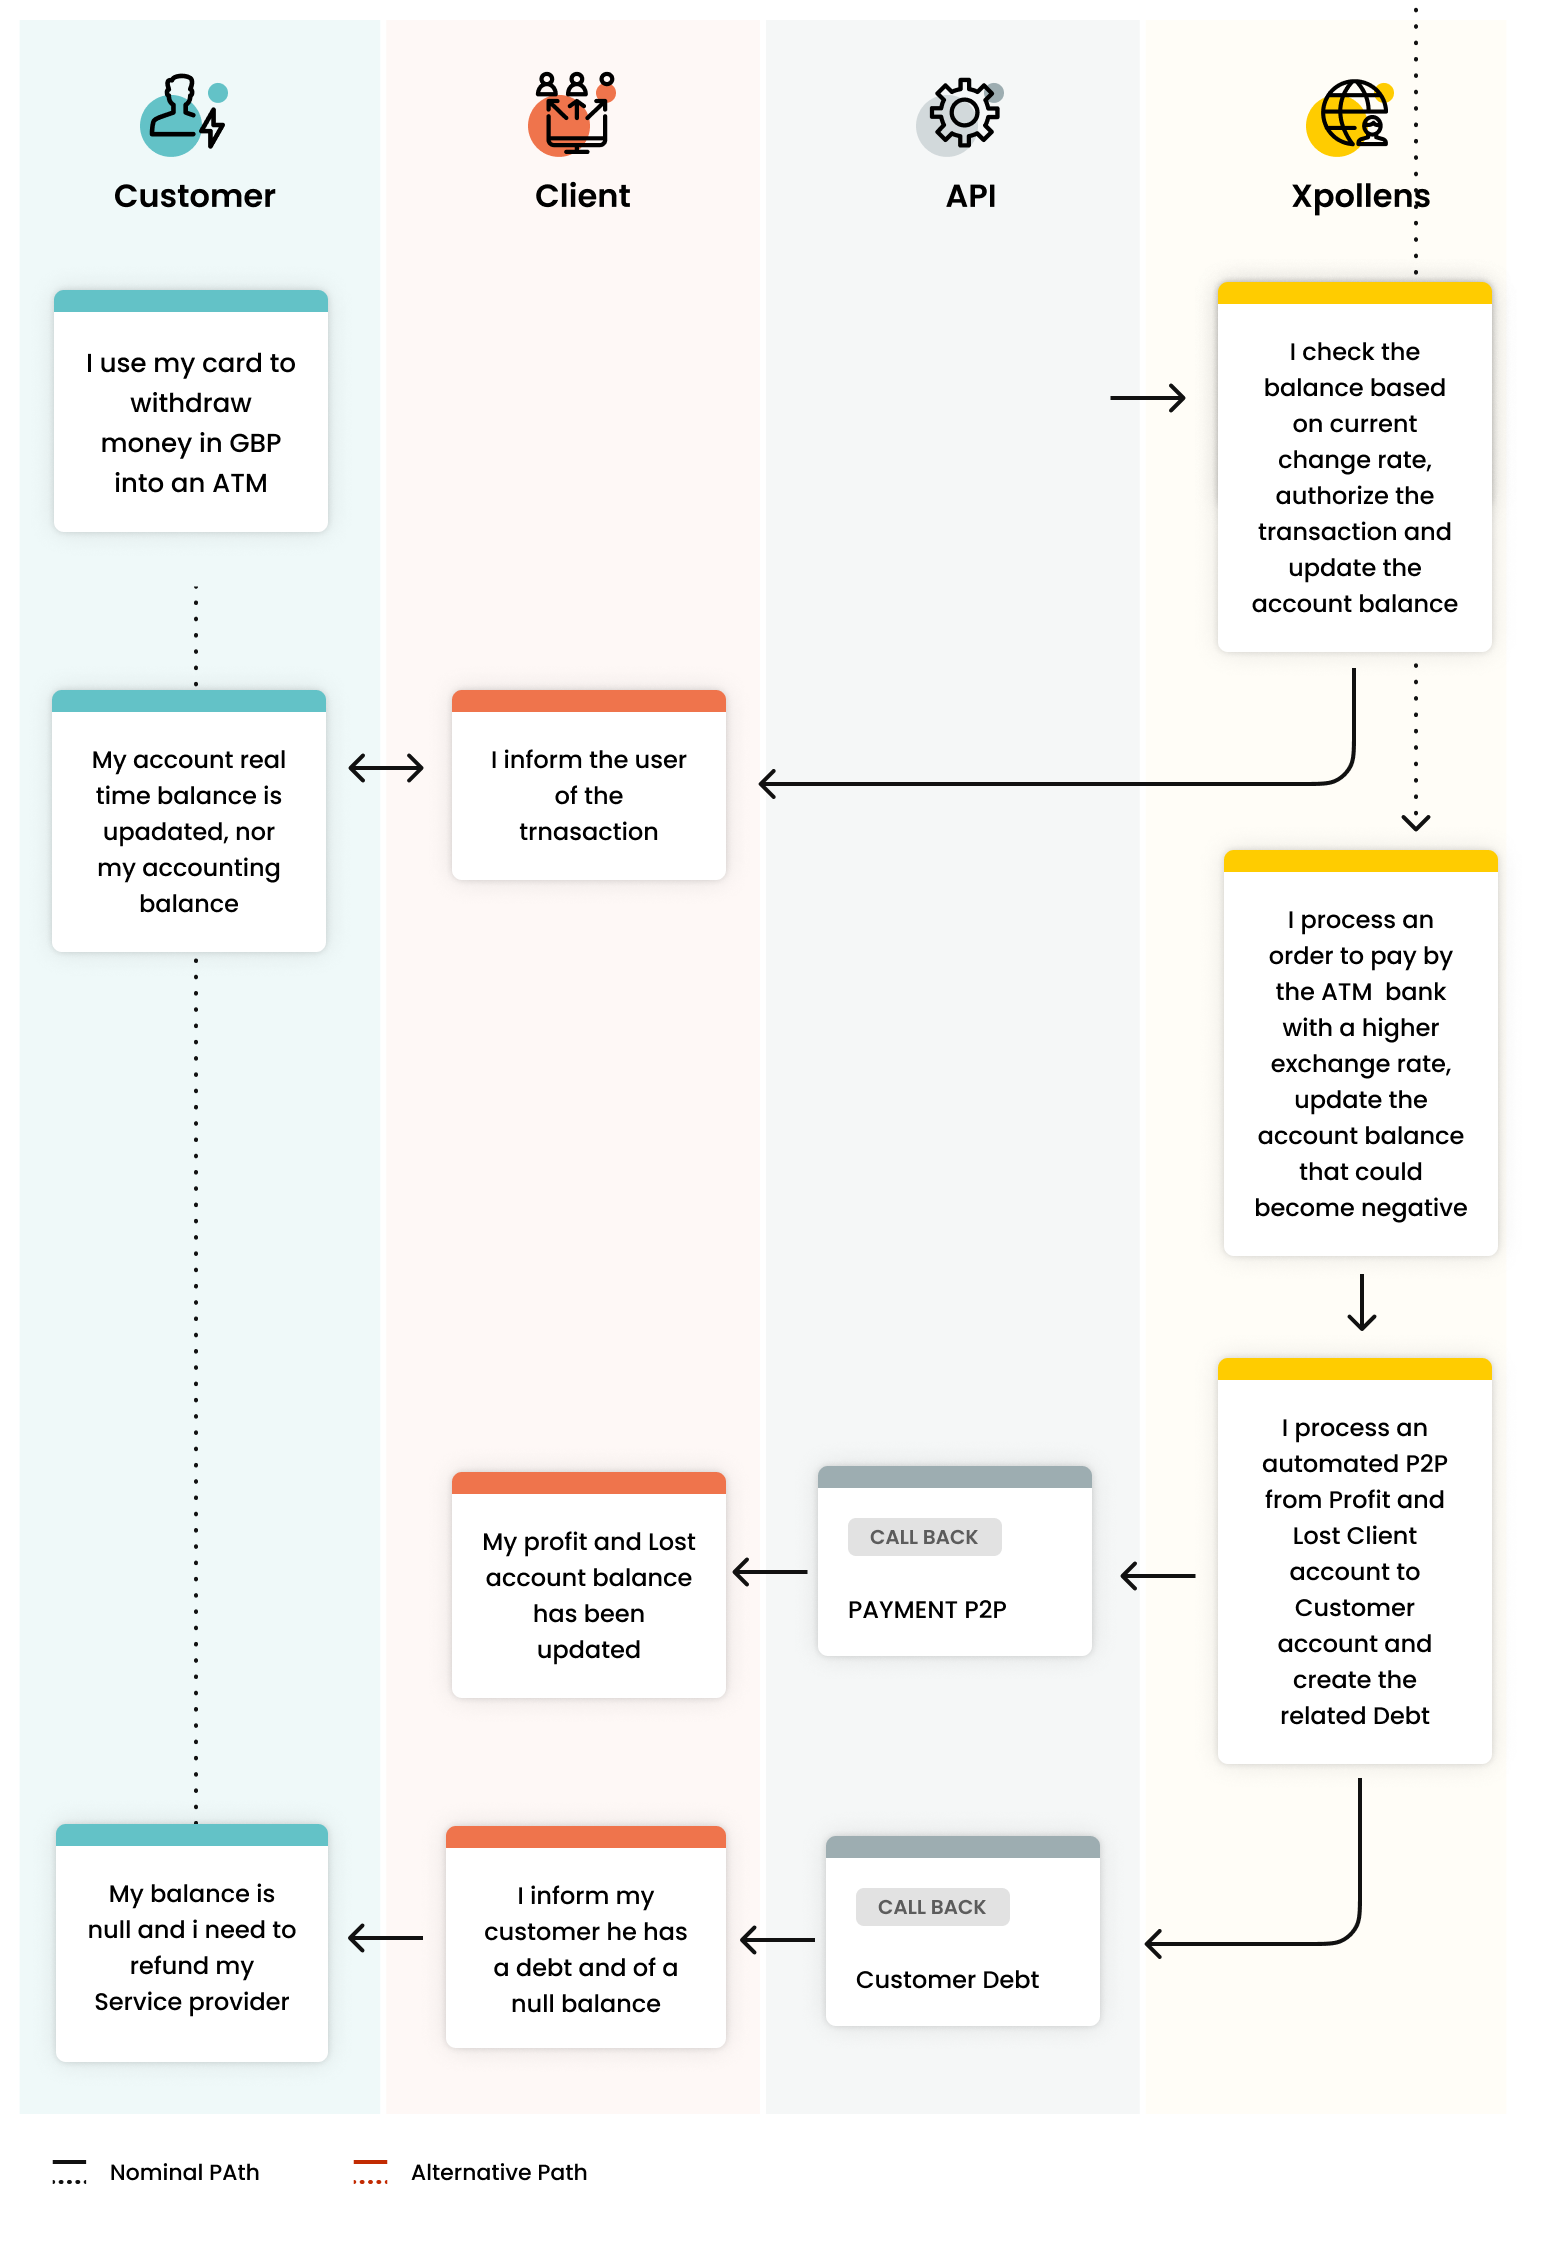 Customer
Client
API
Xpollens
I use my card to
withdraw
money in GBP
into an ATM
I check the
balance based
on current
change rate,
authorize the
transaction and
update the
account balance
My account real
time balance is
upadated, nor
my accounting
balance
I inform the user
of the
trnasaction
I process an
order to pay by
the ATM  bank
with a higher
exchange rate,
update the
account balance
that could
become negative
My profit and Lost
account balance
has been
updated
CALL BACK
PAYMENT P2P
I process an
automated P2P
from Profit and
Lost Client
account to
Customer
account and
create the
related Debt
My balance is
null and i need to
refund my
Service provider
I inform my
customer he has
a debt and of a
null balance
CALL BACK
Customer Debt
Nominal PAth
Alternative Path